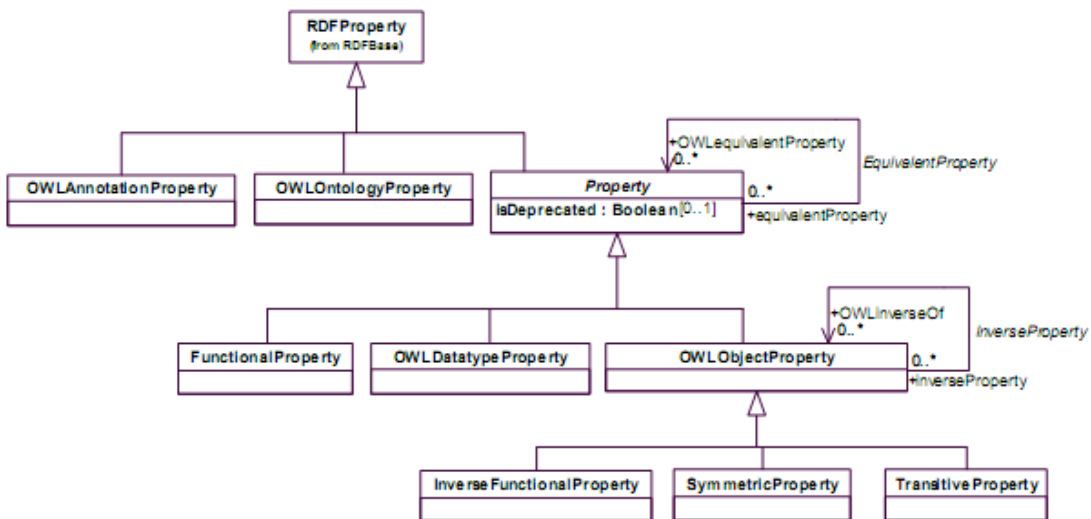 RDFProperty
(from RDFBase)
+OWLequivalentProperty
0..*
EquivalentProperty
OWLAnnotationProperty
OWLOntologyProperty
Property
0..*
isDeprecated : Boolean[0..1]
+equivalentProperty
+OWLInverseOf
0..*
InverseProperty
FunctionalProperty
OWLDatatypeProperty
OWLObjectProperty
0..*
+inverseProperty
InverseFunctionalProperty
SymmetricProperty
TransitiveProperty